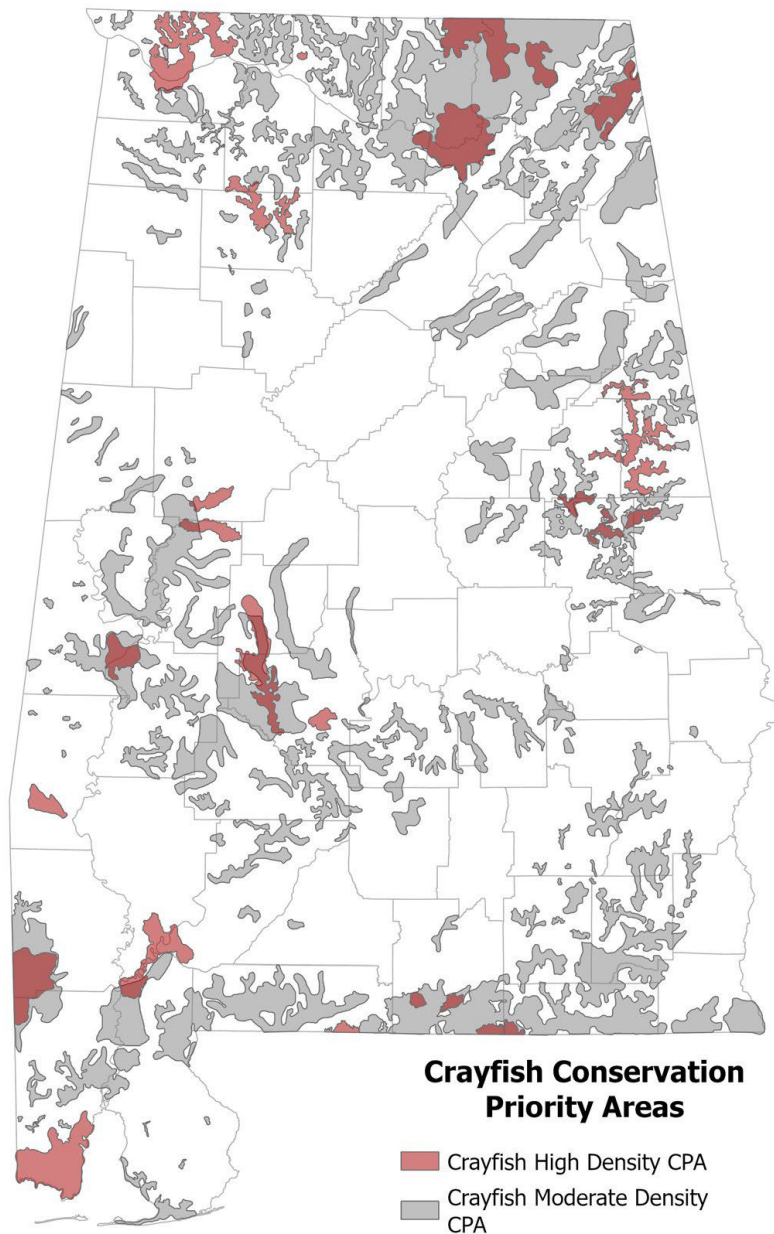 Crayfish Conservation
Priority Areas
Crayfish High Density CPA
Crayfish Moderate Density
CPA